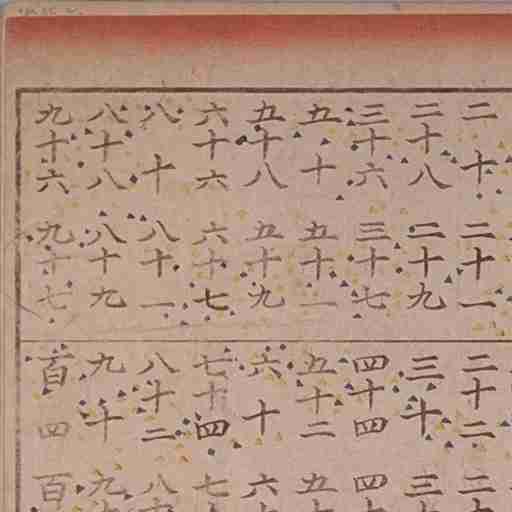 二十 二十一
二十八 二十九
三十六 三十七
五十 五十一
五十八 五十九
六十六 六十七
八十 八十一
八十八 八十九
九十六 九十七
二十二 二十
三十 三十
四十四 四十
五十二 五十
六十 六十
七十四 七十
八十二 八十
九十 九十
百四 百